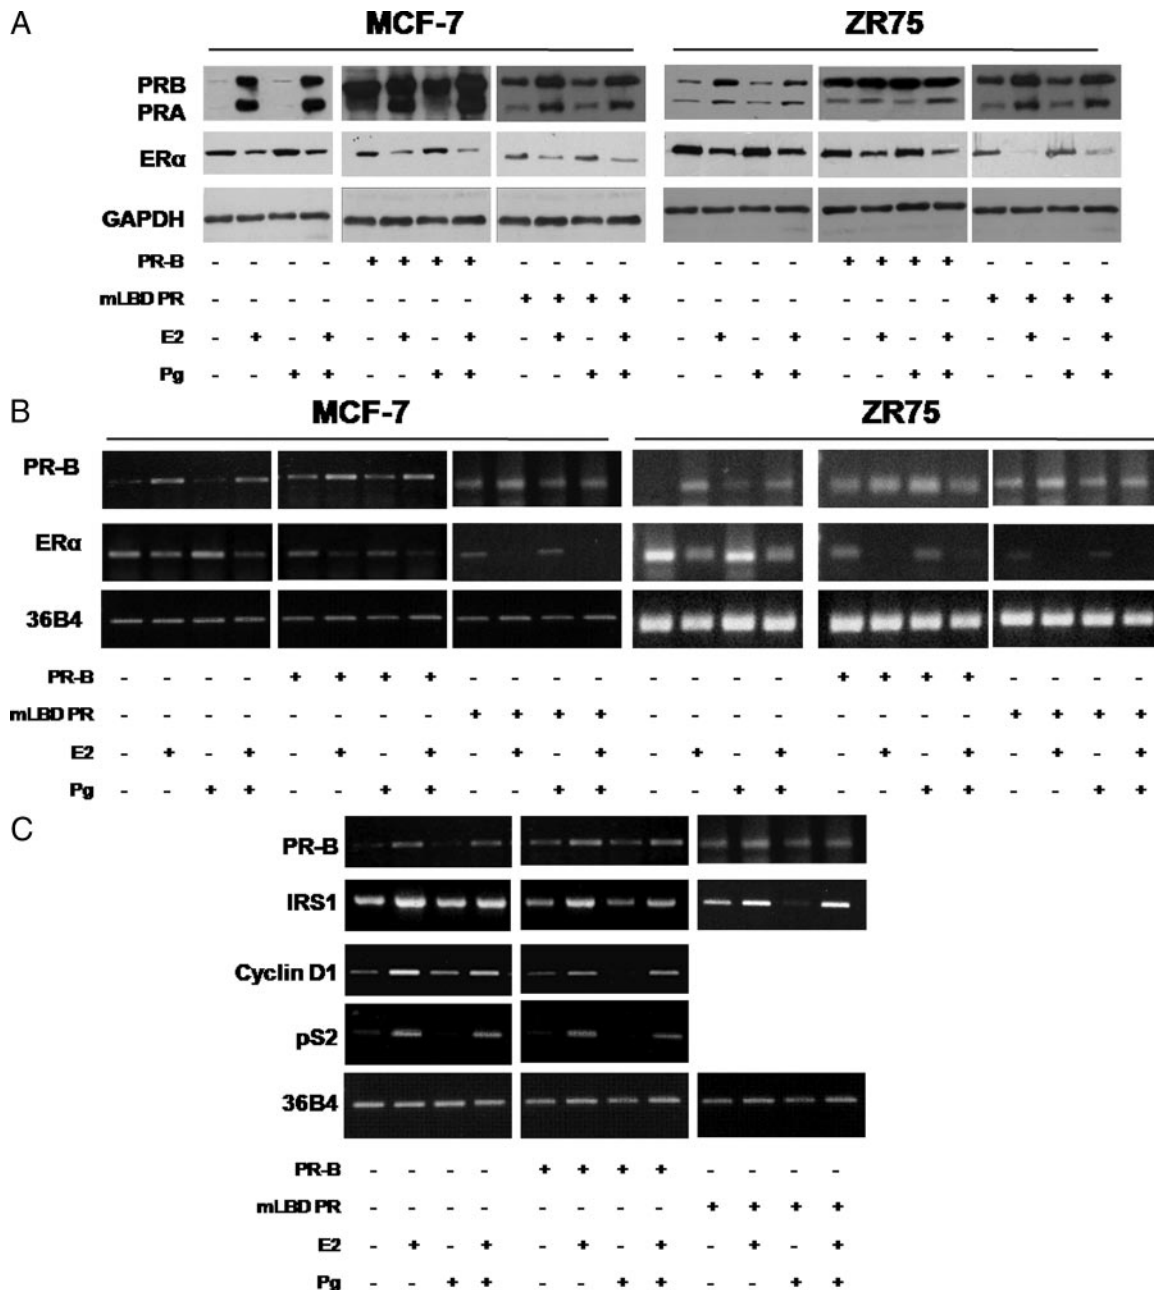 A
MCF-7 ZR75
PRB
PRA
ERα
GAPDH
PR-B - - - - + + + + - - - - - - - - + + + + - - - -
mLBD PR - - - - - - - - + + + + - - - - - - - - + + + +
E2 - + - + - + - + - + - + - + - + - + - + - + - +
Pg - - + + - - + + - - + + - - + + - - + + - - + +
B
MCF-7 ZR75
PR-B
ERα
36B4
PR-B - - - - + + + + - - - - - - - - + + + + - - - -
mLBD PR - - - - - - - - + + + + - - - - - - - - + + + +
E2 - + - + - + - + - + - + - + - + - + - + - + - +
Pg - - + + - - + + - - + + - - + + - - + + - - + +
C
PR-B
IRS1
Cyclin D1
pS2
36B4
PR-B - - - - + + + + - - - -
mLBD PR - - - - - - - - + + + +
E2 - + - + - + - + - + - +
Pg - - + + - - + + - - + +